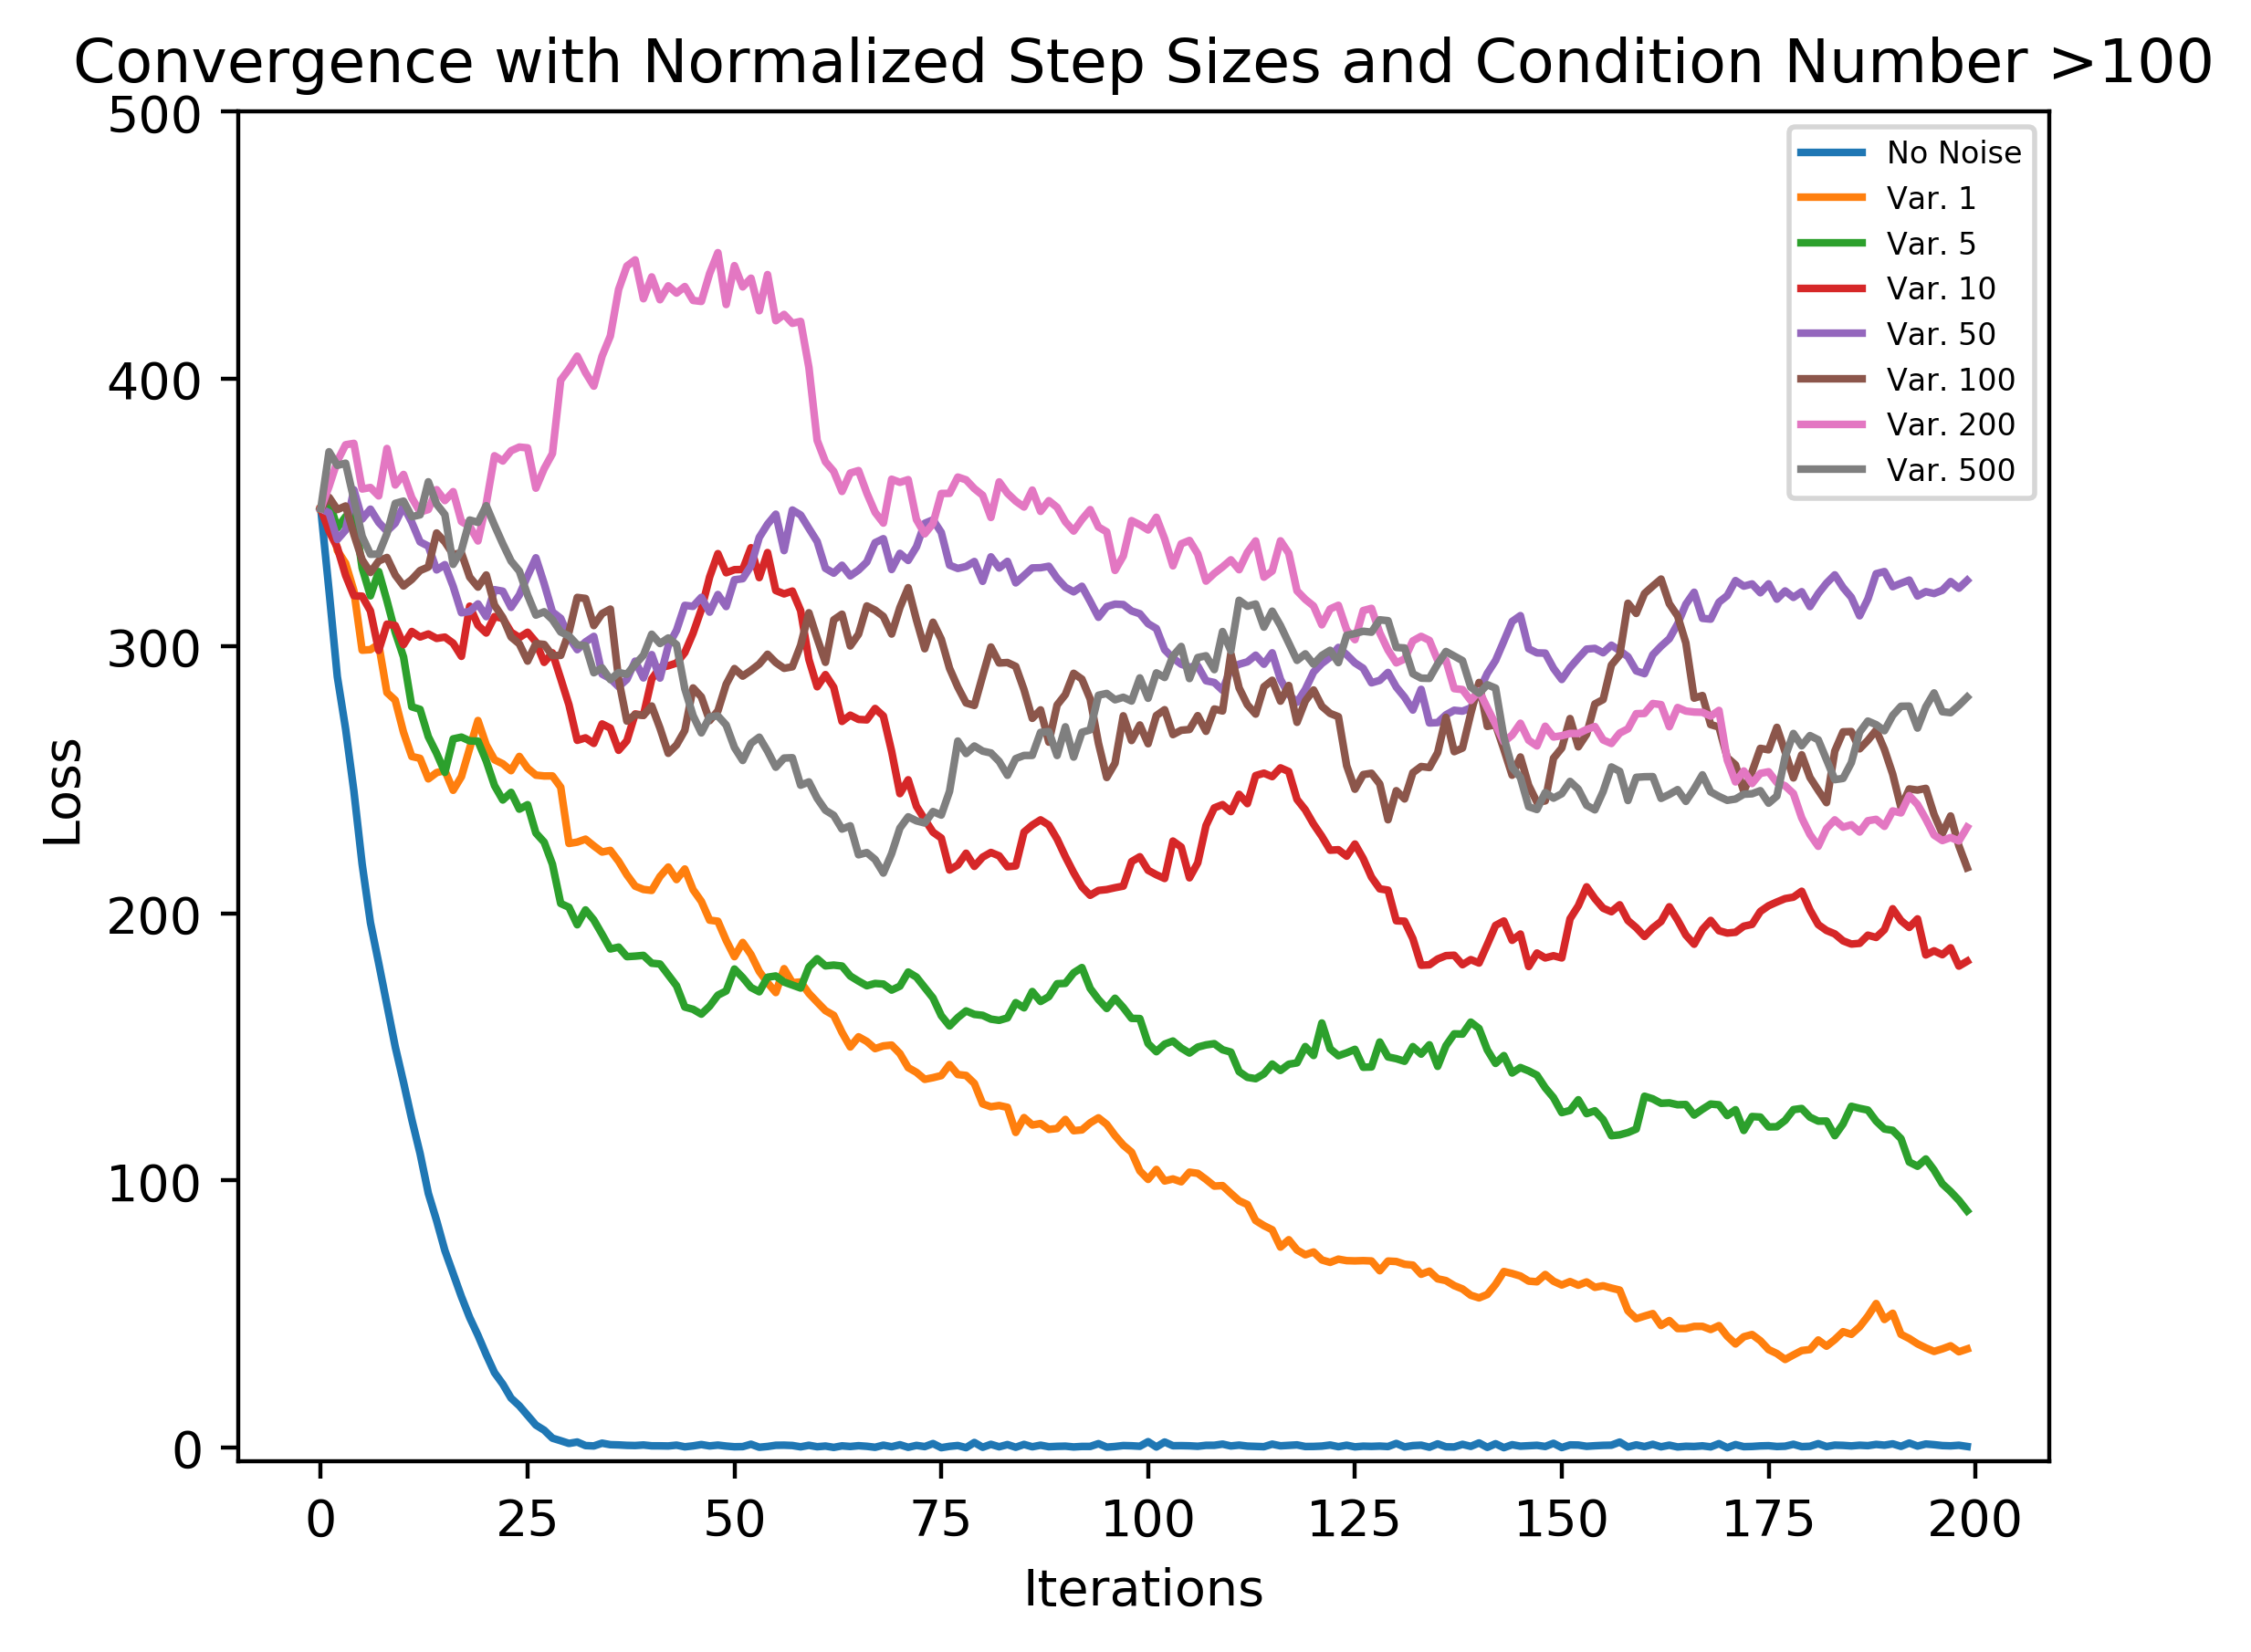 Convergence with Normalized Step Sizes and Condition Number >100
500
400
300
200
100
0
Loss
0 25 50 75 100 125 150 175 200
Iterations
No Noise
Var. 1
Var. 5
Var. 10
Var. 50
Var. 100
Var. 200
Var. 500